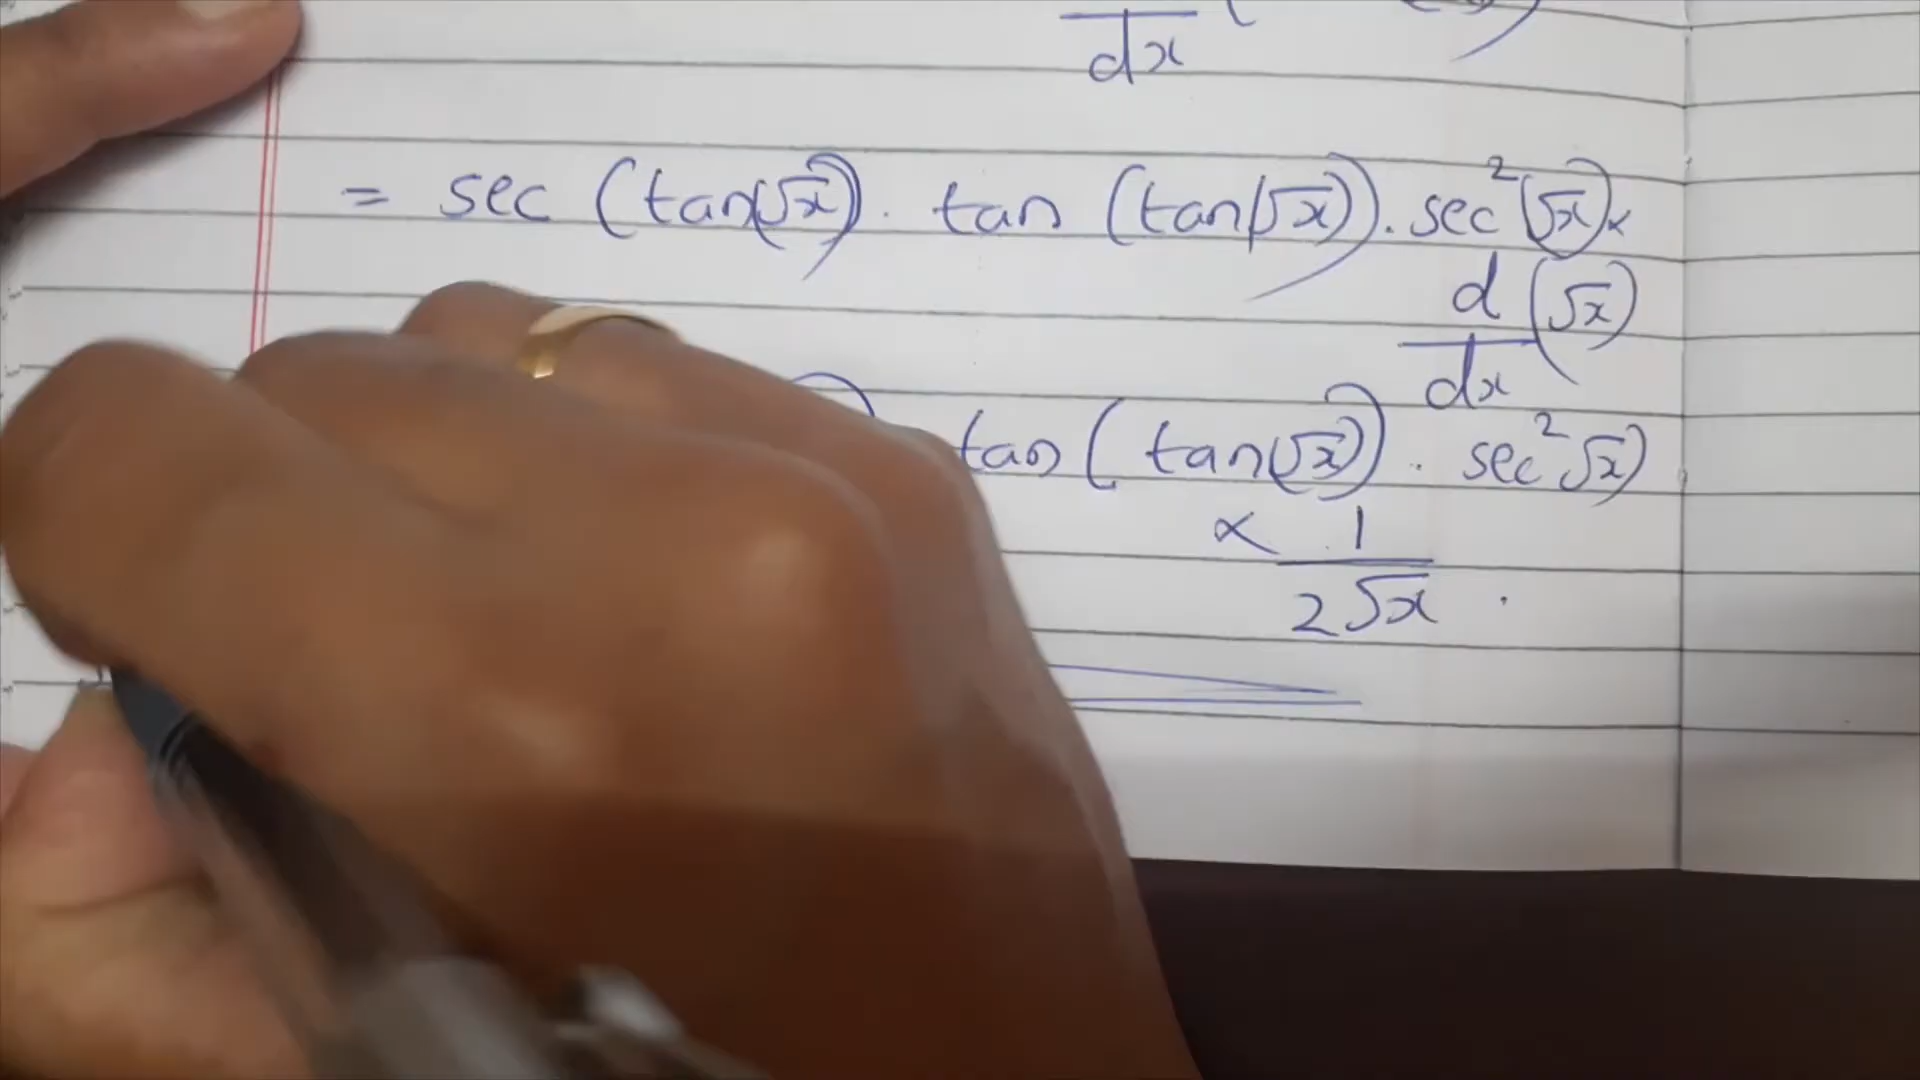 dx
= sec (tan(√x)) . tan (tan(√x)) . sec²(√x) ×
d/dx (√x)
tan (tan(√x)) . sec²√x)
× 1/2√x .